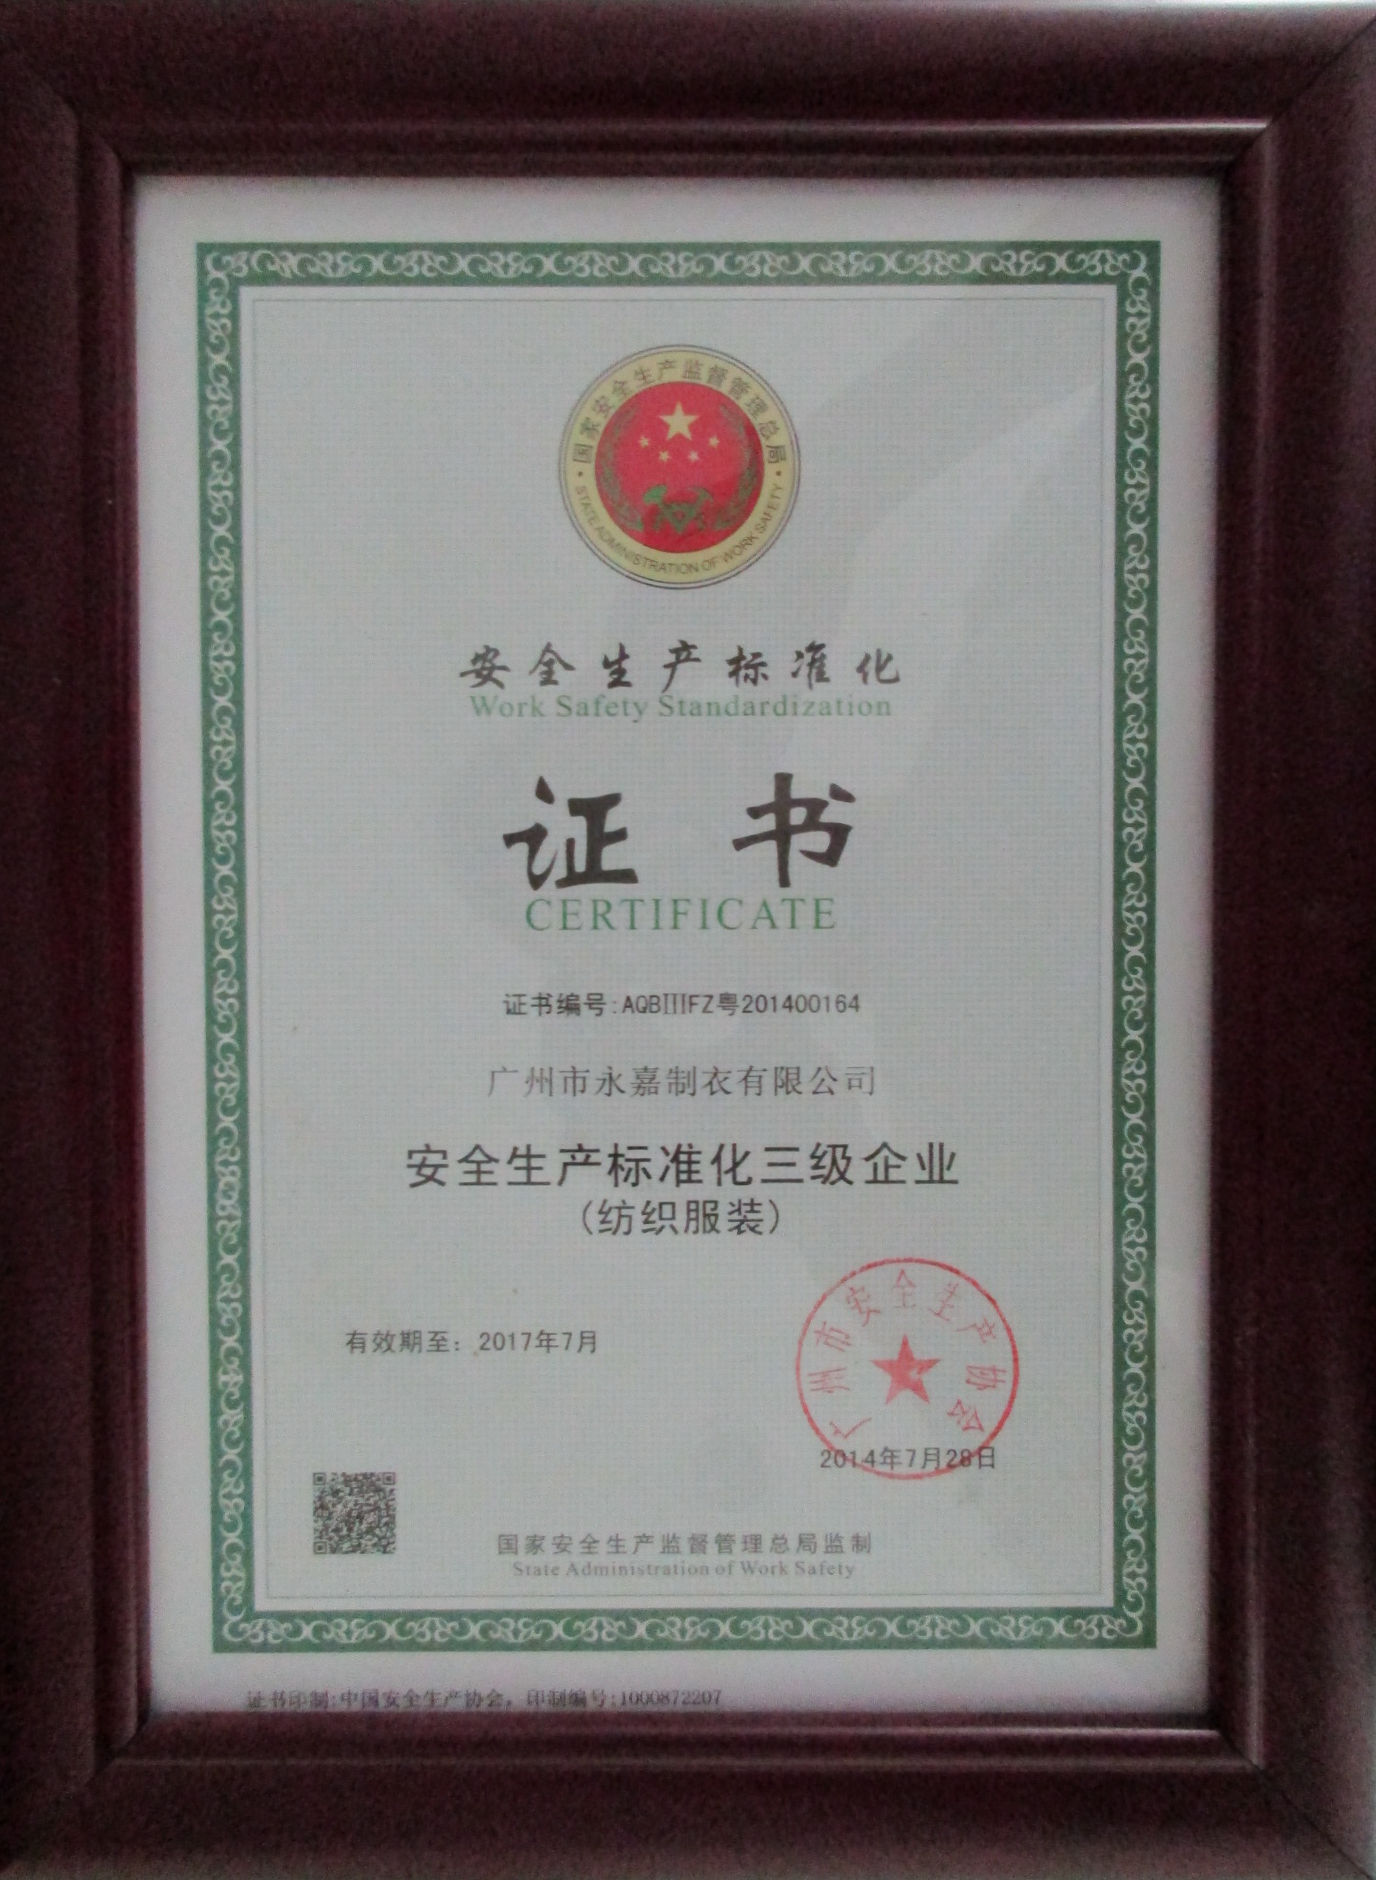 国家安全生产监督管理总局
STATE ADMINISTRATION OF WORK SAFETY
安全生产标准化
Work Safety Standardization
证书
CERTIFICATE
证书编号:AQBⅢFZ粤201400164
广州市永嘉制衣有限公司
安全生产标准化三级企业
(纺织服装)
广州市安全生产协会
有效期至：2017年7月
2014年7月28日
国家安全生产监督管理总局监制
State Administration of Work Safety
证书印制:中国安全生产协会，印制编号:1000872207